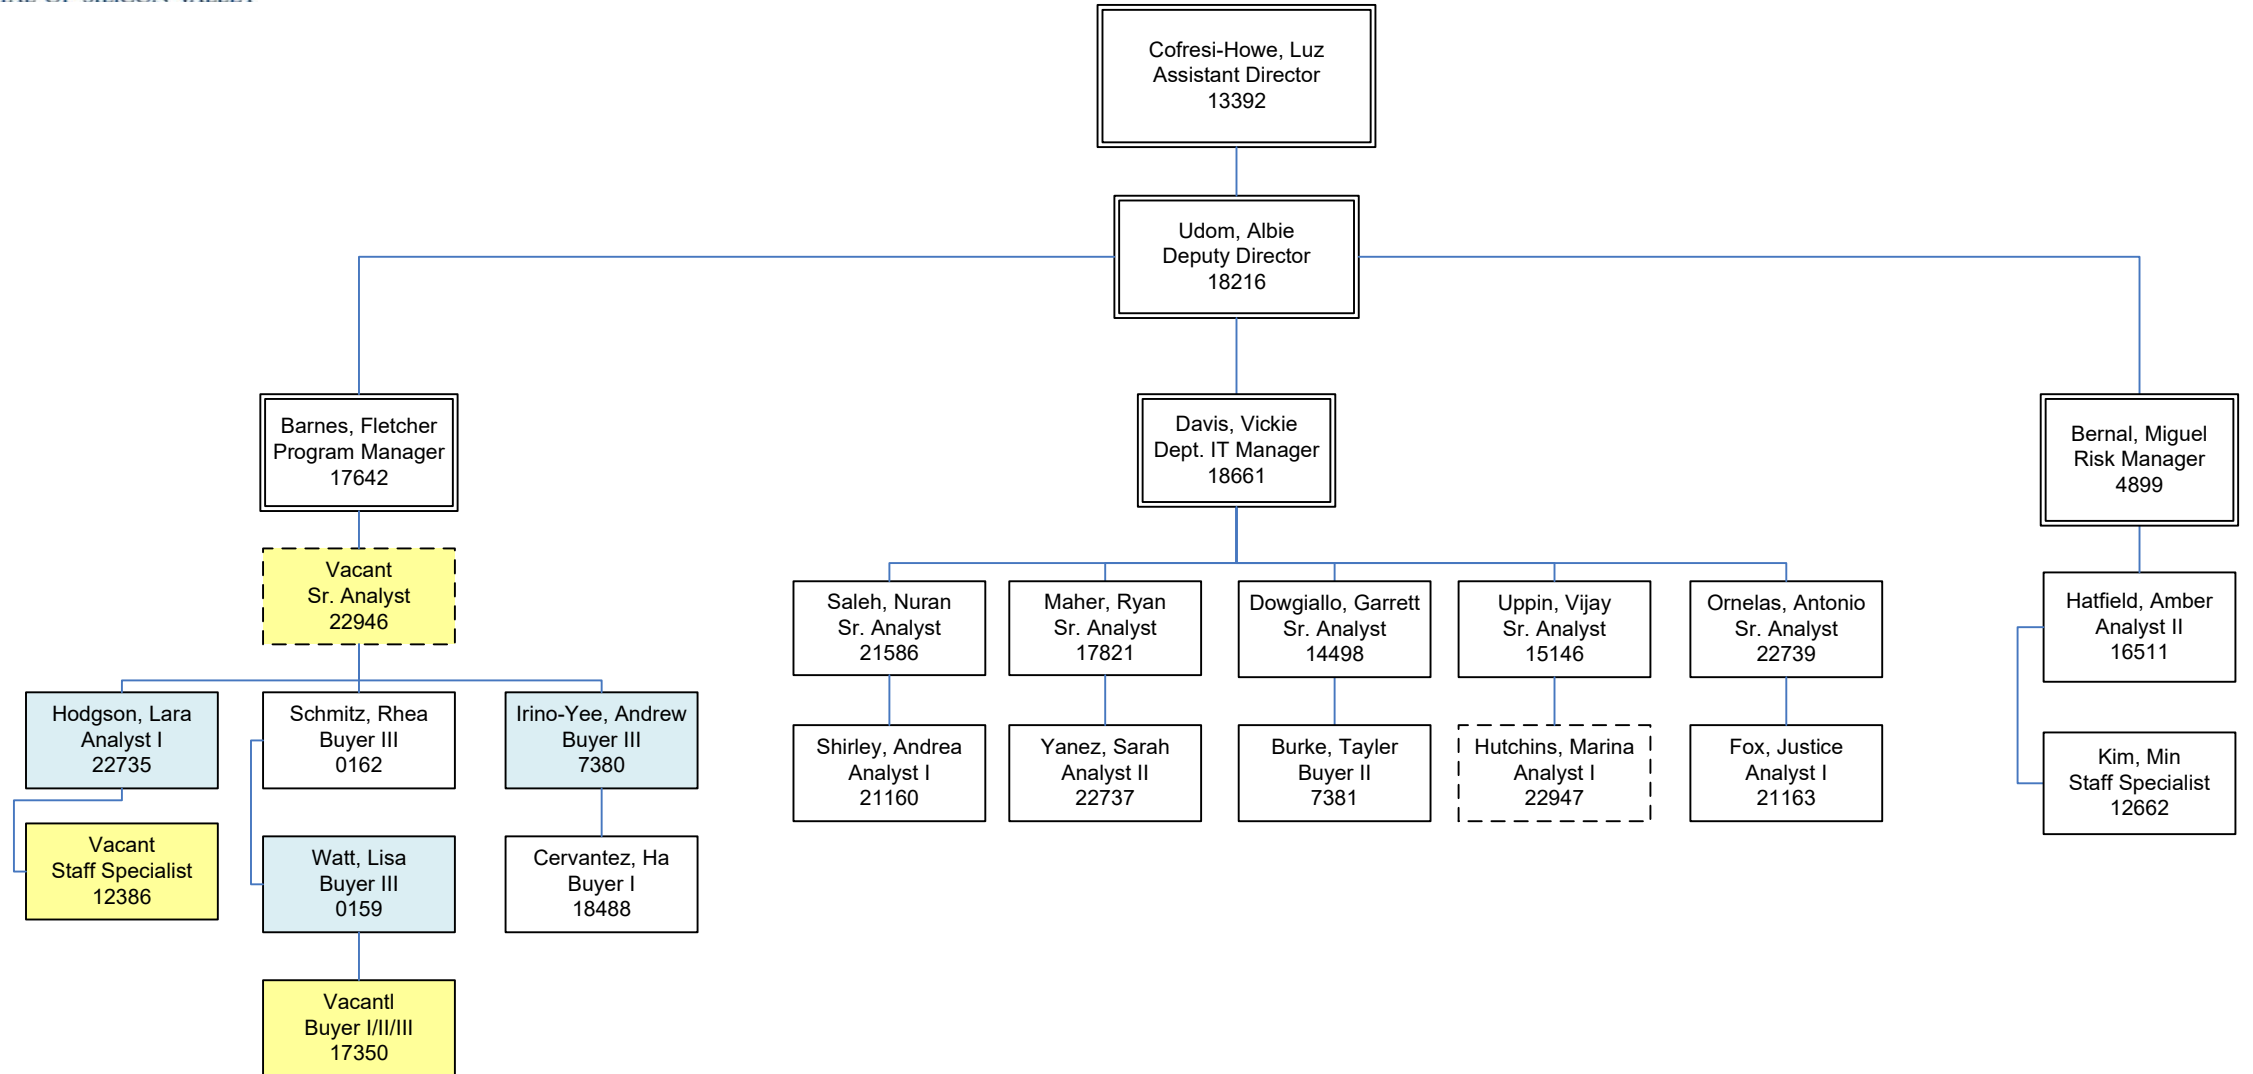 OF SILICON VALLEY
Cofresi-Howe, Luz
Assistant Director
13392
Udom, Albie
Deputy Director
18216
Barnes, Fletcher
Program Manager
17642
Davis, Vickie
Dept. IT Manager
18661
Bernal, Miguel
Risk Manager
4899
Vacant
Sr. Analyst
22946
Saleh, Nuran
Sr. Analyst
21586
Maher, Ryan
Sr. Analyst
17821
Dowgiallo, Garrett
Sr. Analyst
14498
Uppin, Vijay
Sr. Analyst
15146
Ornelas, Antonio
Sr. Analyst
22739
Hatfield, Amber
Analyst II
16511
Hodgson, Lara
Analyst I
22735
Schmitz, Rhea
Buyer III
0162
Irino-Yee, Andrew
Buyer III
7380
Shirley, Andrea
Analyst I
21160
Yanez, Sarah
Analyst II
22737
Burke, Tayler
Buyer II
7381
Hutchins, Marina
Analyst I
22947
Fox, Justice
Analyst I
21163
Kim, Min
Staff Specialist
12662
Vacant
Staff Specialist
12386
Watt, Lisa
Buyer III
0159
Cervantez, Ha
Buyer I
18488
Vacantl
Buyer I/II/III
17350